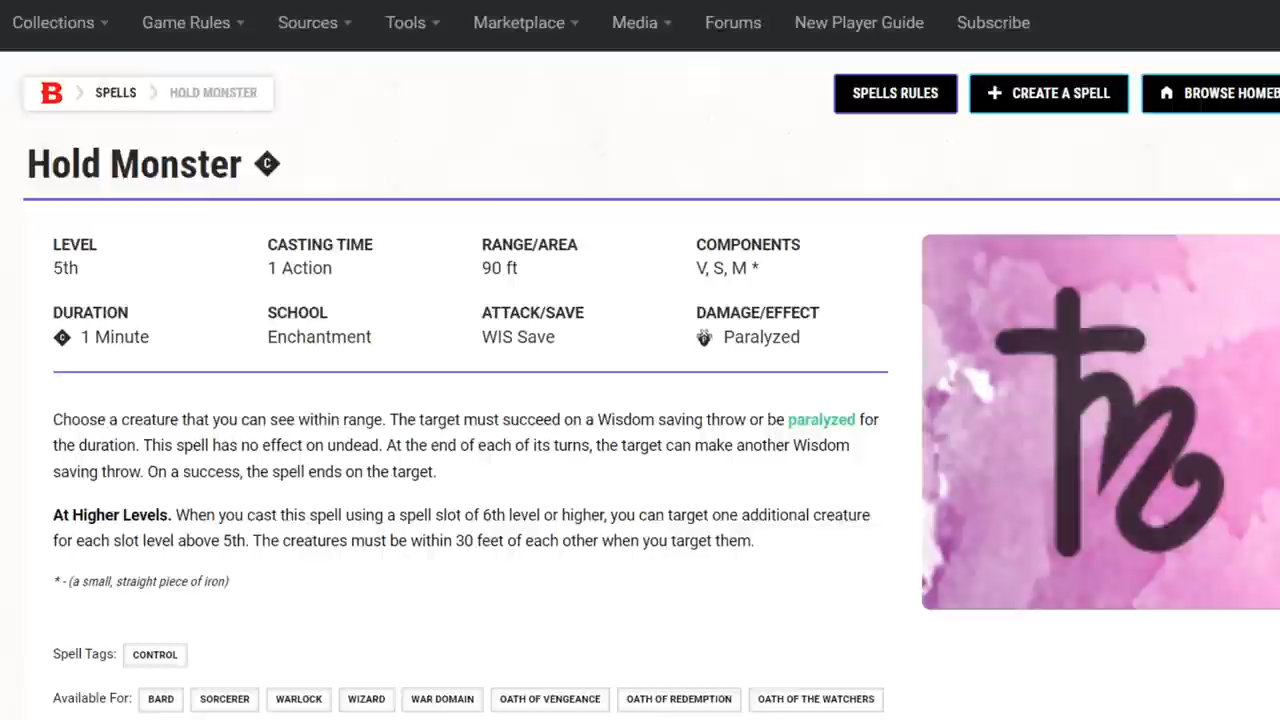 Collections Game Rules Sources Tools Marketplace Media Forums New Player Guide Subscribe
B SPELLS HOLD MONSTER
SPELLS RULES CREATE A SPELL BROWSE HOMEB
Hold Monster C
LEVEL CASTING TIME RANGE/AREA COMPONENTS
5th 1 Action 90 ft V, S, M *
DURATION SCHOOL ATTACK/SAVE DAMAGE/EFFECT
C 1 Minute Enchantment WIS Save Paralyzed
Choose a creature that you can see within range. The target must succeed on a Wisdom saving throw or be paralyzed for
the duration. This spell has no effect on undead. At the end of each of its turns, the target can make another Wisdom
saving throw. On a success, the spell ends on the target.
At Higher Levels. When you cast this spell using a spell slot of 6th level or higher, you can target one additional creature
for each slot level above 5th. The creatures must be within 30 feet of each other when you target them.
* - (a small, straight piece of iron)
Spell Tags: CONTROL
Available For: BARD SORCERER WARLOCK WIZARD WAR DOMAIN OATH OF VENGEANCE OATH OF REDEMPTION OATH OF THE WATCHERS